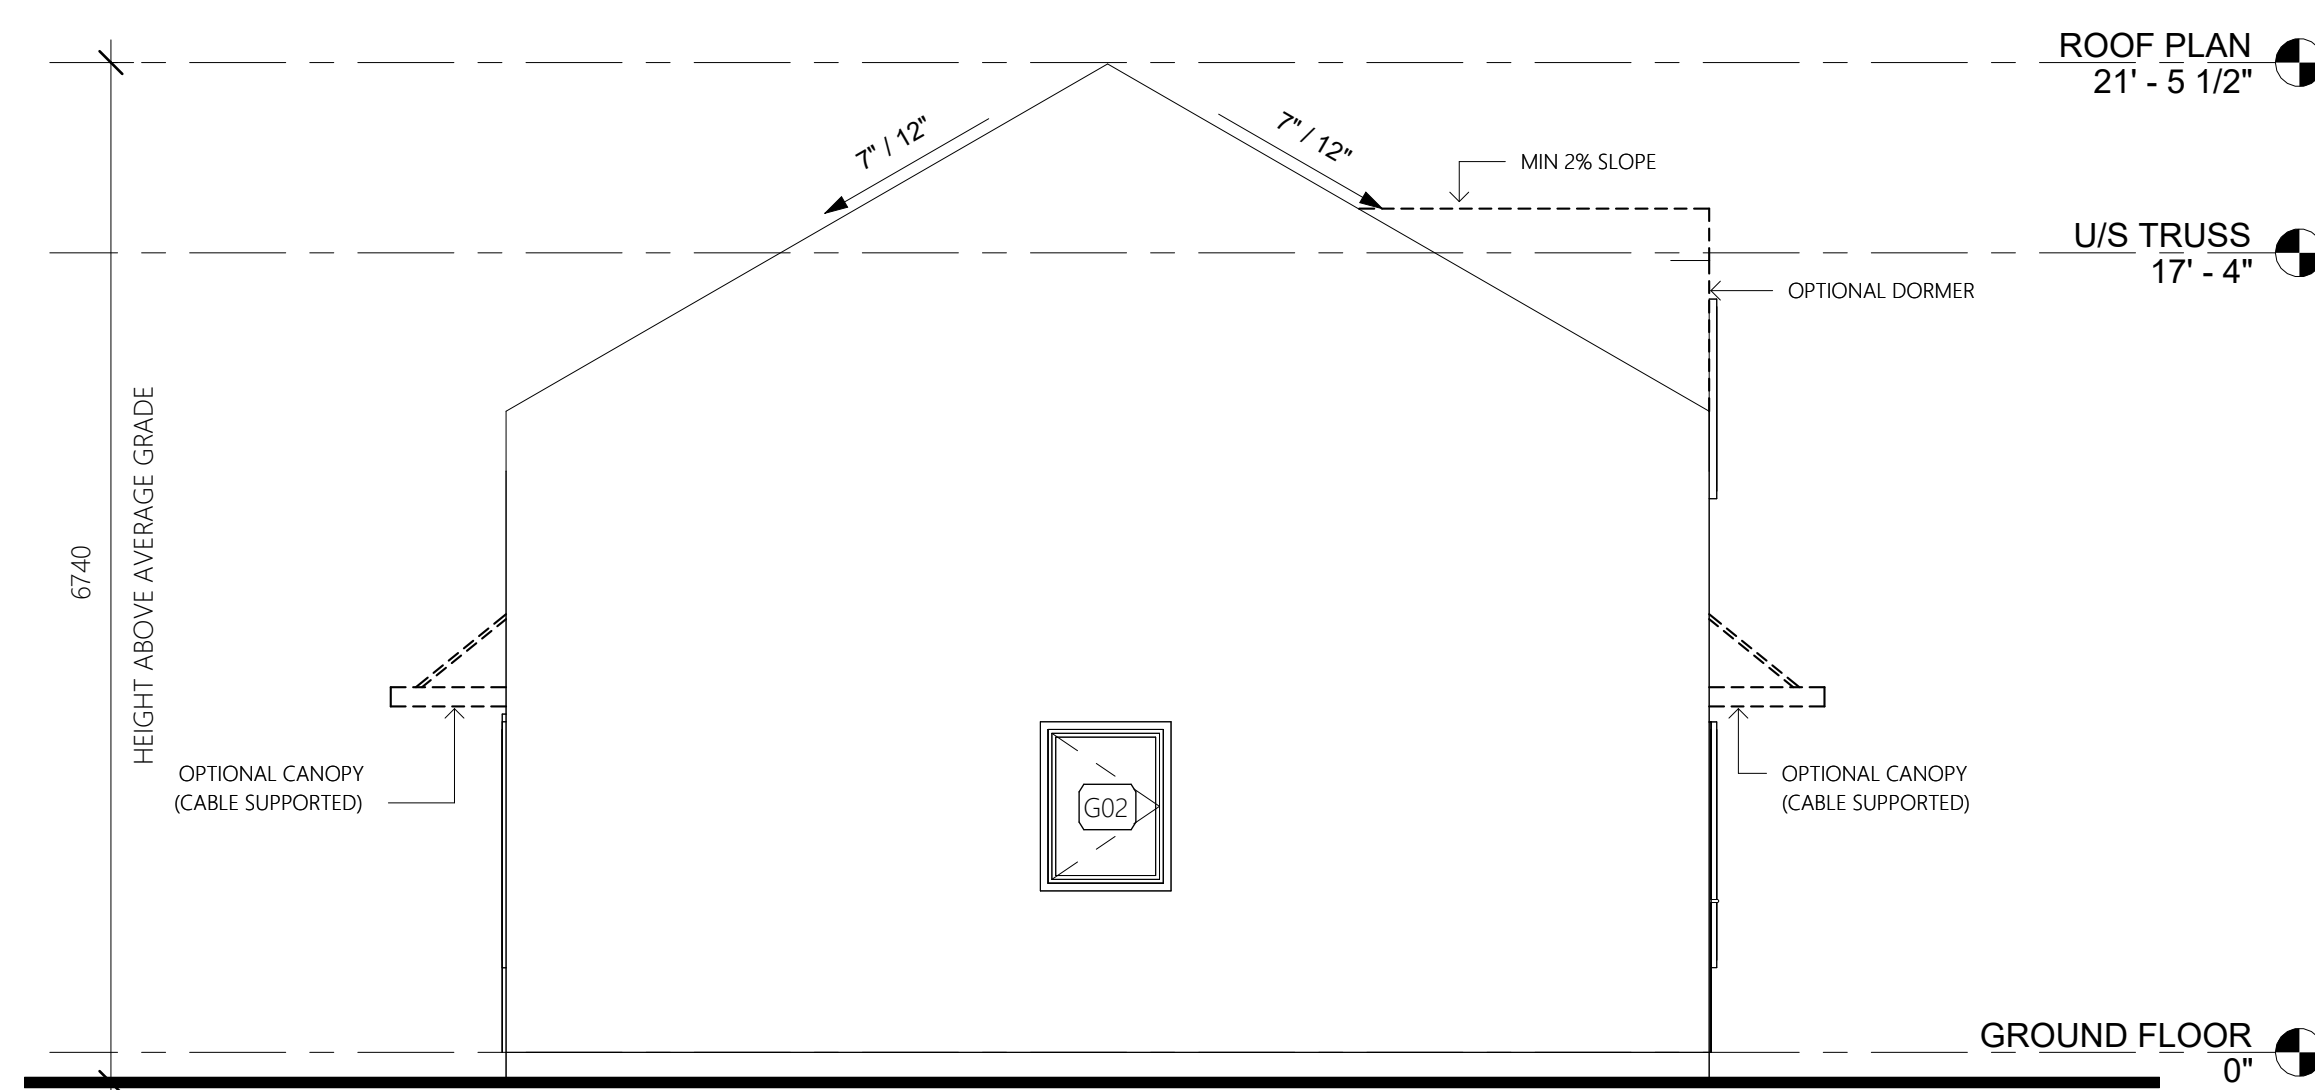 ROOF PLAN
21' - 5 1/2"
7" / 12"
7" / 12"
MIN 2% SLOPE
U/S TRUSS
17' - 4"
OPTIONAL DORMER
HEIGHT ABOVE AVERAGE GRADE
6740
OPTIONAL CANOPY
(CABLE SUPPORTED)
G02
OPTIONAL CANOPY
(CABLE SUPPORTED)
GROUND FLOOR
0"